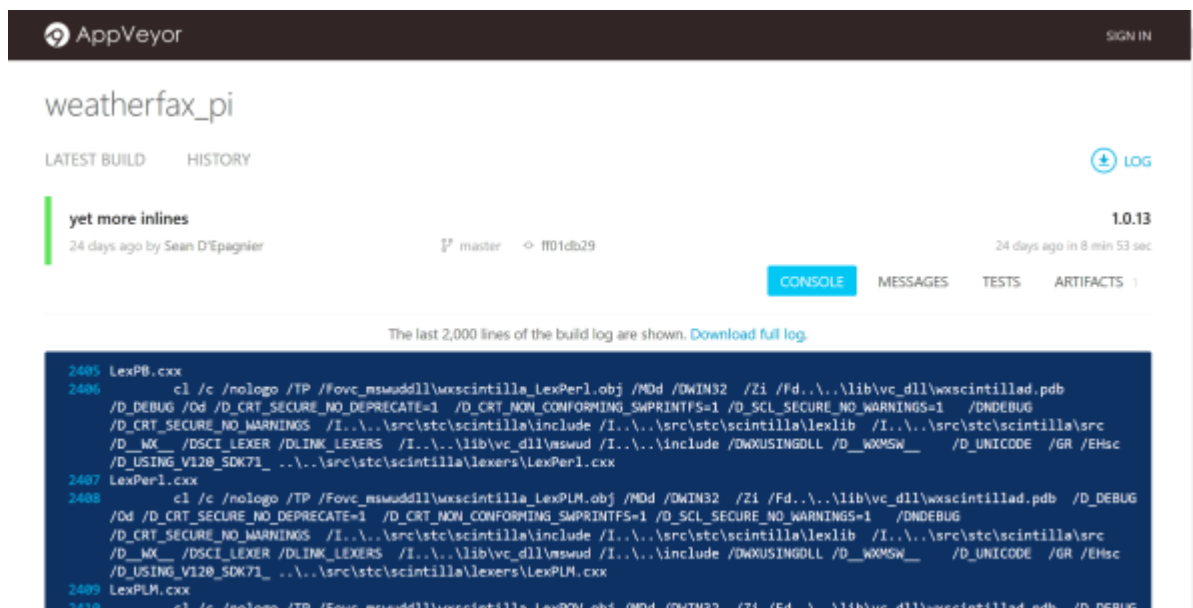 AppVeyor
SIGN IN
weatherfax_pi
LATEST BUILD HISTORY
LOG
yet more inlines
1.0.13
24 days ago by Sean D'Epagnier
master
ff01db29
24 days ago in 8 min 53 sec
CONSOLE MESSAGES TESTS ARTIFACTS 1
The last 2,000 lines of the build log are shown. Download full log.
2405 LexPB.cxx
2406 cl /c /nologo /TP /Fovc_mswuddll\wxscintilla_LexPerl.obj /MDd /DWIN32 /Zi /Fd..\..\lib\vc_dll\wxscintillad.pdb
/D_DEBUG /Od /D_CRT_SECURE_NO_DEPRECATE=1 /D_CRT_NON_CONFORMING_SWPRINTFS=1 /D_SCL_SECURE_NO_WARNINGS=1 /DNDEBUG
/D_CRT_SECURE_NO_WARNINGS /I..\..\src\stc\scintilla\include /I..\..\src\stc\scintilla\lexlib /I..\..\src\stc\scintilla\src
/D__WX__ /DSCI_LEXER /DLINK_LEXERS /I..\..\lib\vc_dll\mswud /I..\..\include /DWXUSINGDLL /D__WXMSW__ /D_UNICODE /GR /EHsc
/D_USING_V120_SDK71_ ..\..\src\stc\scintilla\lexers\LexPerl.cxx
2407 LexPerl.cxx
2408 cl /c /nologo /TP /Fovc_mswuddll\wxscintilla_LexPLM.obj /MDd /DWIN32 /Zi /Fd..\..\lib\vc_dll\wxscintillad.pdb /D_DEBUG
/Od /D_CRT_SECURE_NO_DEPRECATE=1 /D_CRT_NON_CONFORMING_SWPRINTFS=1 /D_SCL_SECURE_NO_WARNINGS=1 /DNDEBUG
/D_CRT_SECURE_NO_WARNINGS /I..\..\src\stc\scintilla\include /I..\..\src\stc\scintilla\lexlib /I..\..\src\stc\scintilla\src
/D__WX__ /DSCI_LEXER /DLINK_LEXERS /I..\..\lib\vc_dll\mswud /I..\..\include /DWXUSINGDLL /D__WXMSW__ /D_UNICODE /GR /EHsc
/D_USING_V120_SDK71_ ..\..\src\stc\scintilla\lexers\LexPLM.cxx
2409 LexPLM.cxx